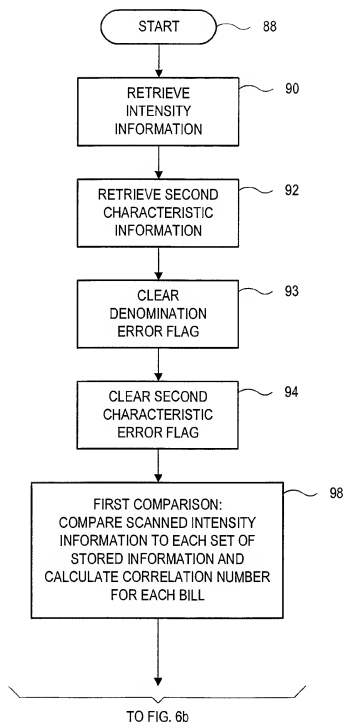 START
88
RETRIEVE
INTENSITY
INFORMATION
90
RETRIEVE SECOND
CHARACTERISTIC
INFORMATION
92
CLEAR
DENOMINATION
ERROR FLAG
93
CLEAR SECOND
CHARACTERISTIC
ERROR FLAG
94
FIRST COMPARISON:
COMPARE SCANNED INTENSITY
INFORMATION TO EACH SET OF
STORED INFORMATION AND
CALCULATE CORRELATION NUMBER
FOR EACH BILL
98
TO FIG. 6b